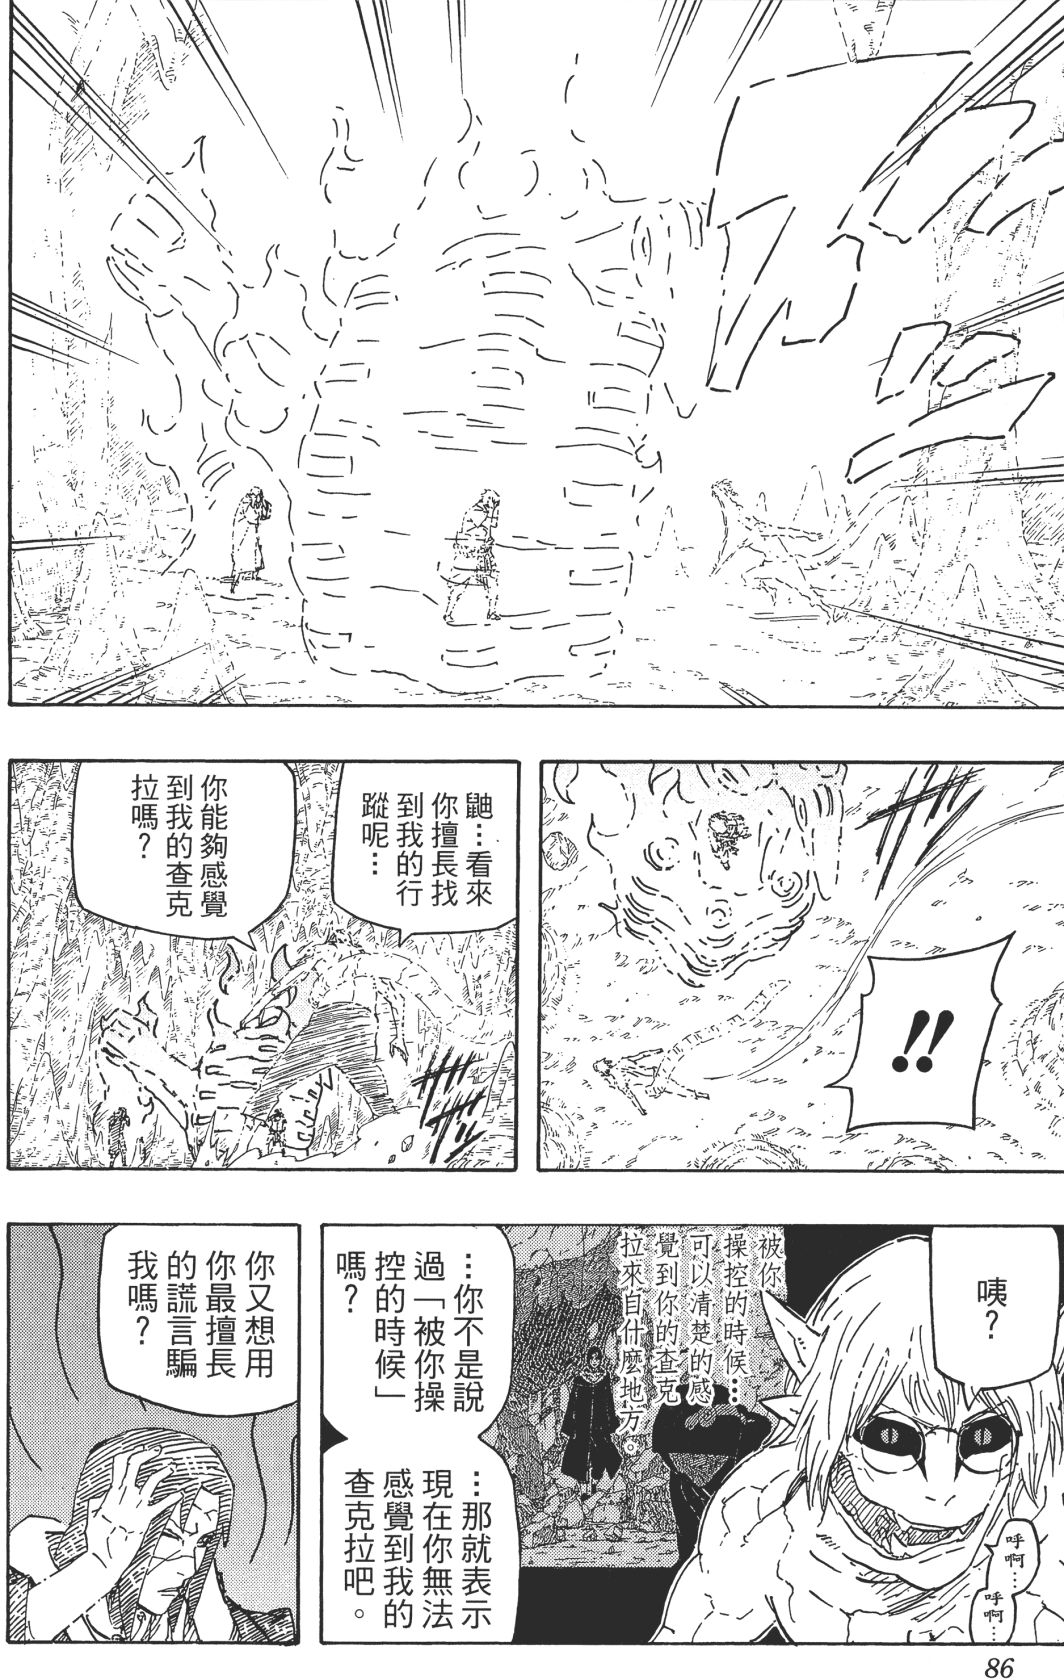 !!
鼬…看來
你擅長找
到我的行
蹤呢…
你能夠感覺
到我的查克
拉嗎？
咦？
呼啊…
呼啊…
被你
操控的時候…
可以清楚的感
覺到你的查克
拉來自什麼地方。
…你不是說
過「被你操
控的時候」
嗎？
…那就表示
現在你無法
感覺到我的
查克拉吧。
你又想用
你最擅長
的謊言騙
我嗎？
86